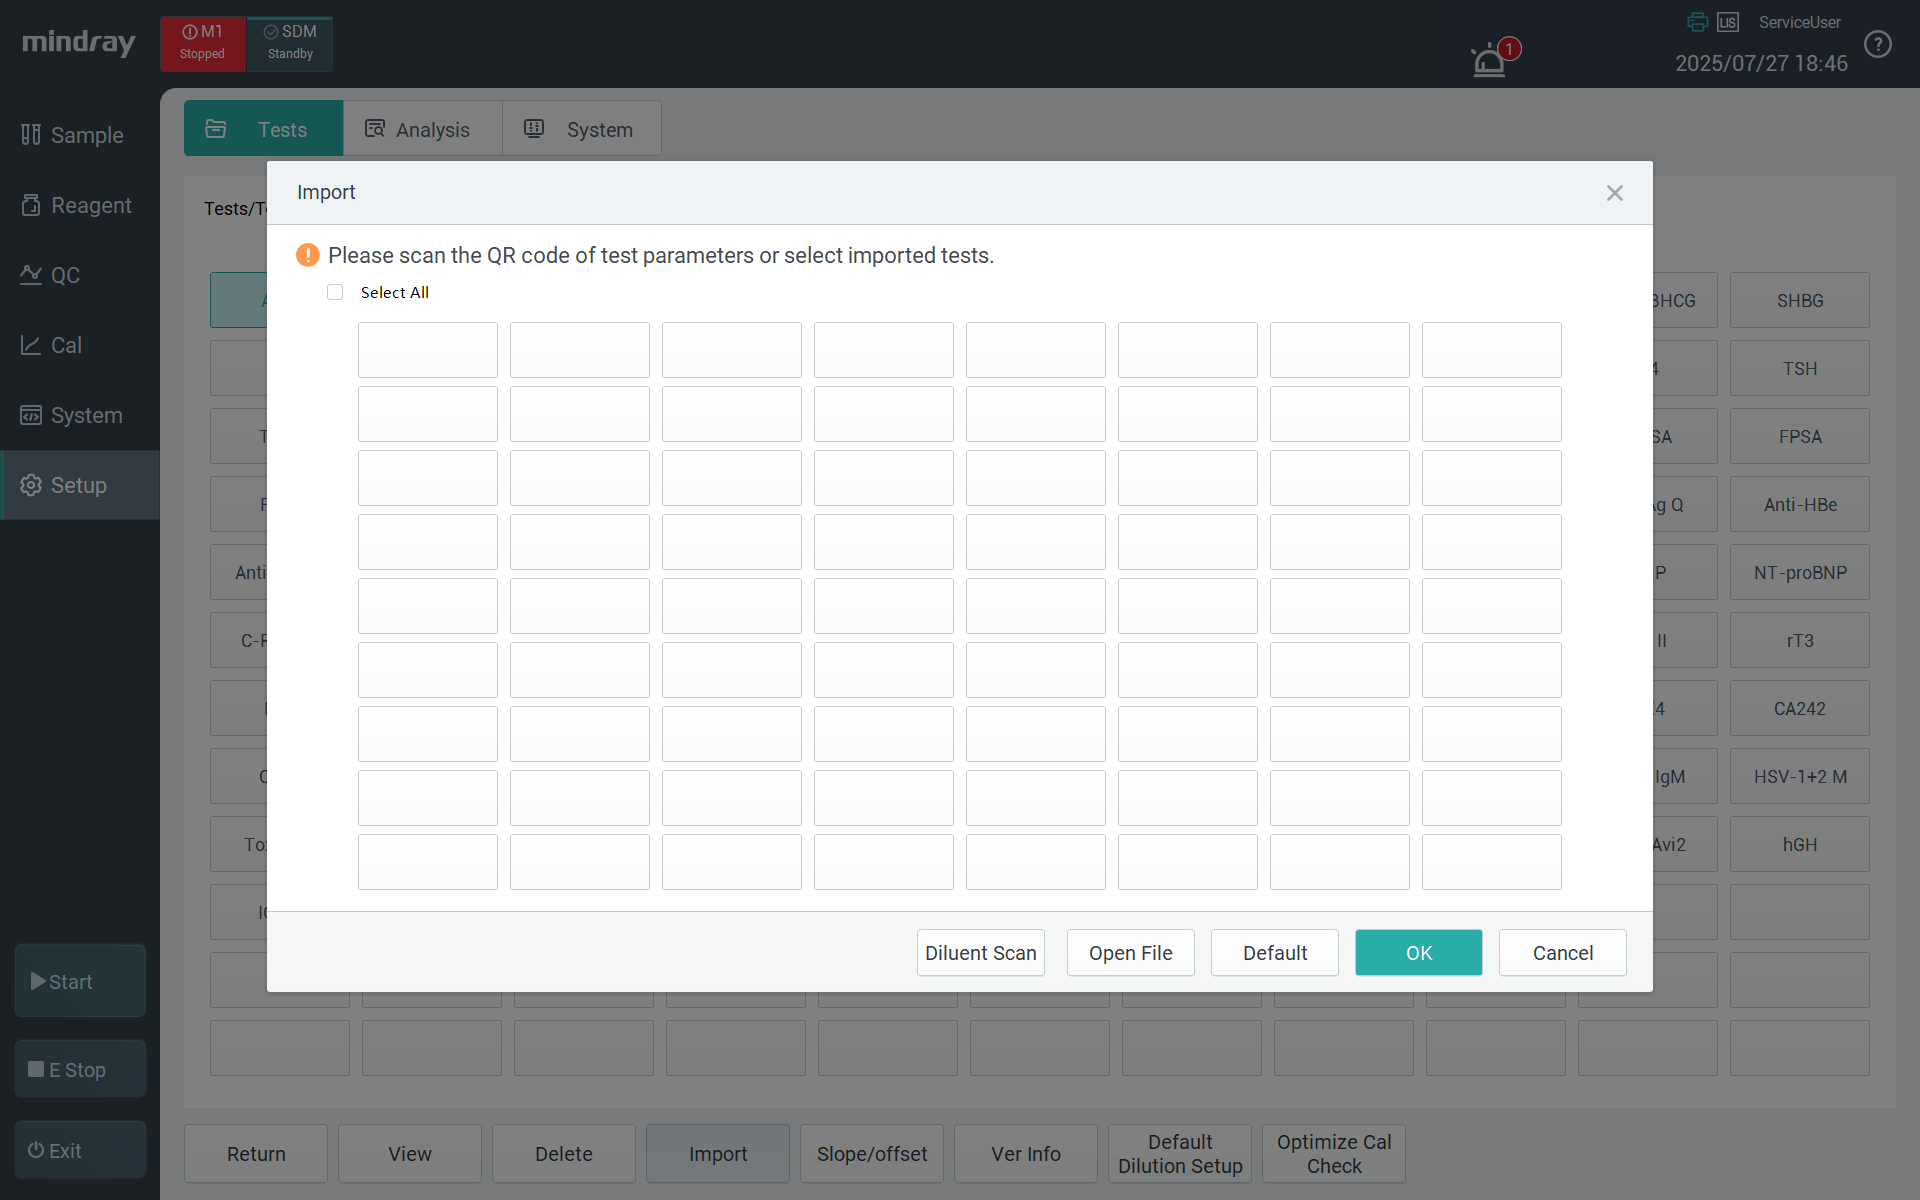 mindray
M1
Stopped
SDM
Standby
1
LIS
ServiceUser
2025/07/27 18:46
?
Sample
Reagent
QC
Cal
System
Setup
Start
E Stop
Exit
Tests
Analysis
System
Tests/T
Import
Please scan the QR code of test parameters or select imported tests.
Select All
BHCG
SHBG
4
TSH
SA
FPSA
Ag Q
Anti-HBe
Anti
P
NT-proBNP
II
rT3
CA242
IgM
HSV-1+2 M
Avi2
hGH
Diluent Scan
Open File
Default
OK
Cancel
Return
View
Delete
Import
Slope/offset
Ver Info
Default
Dilution Setup
Optimize Cal
Check